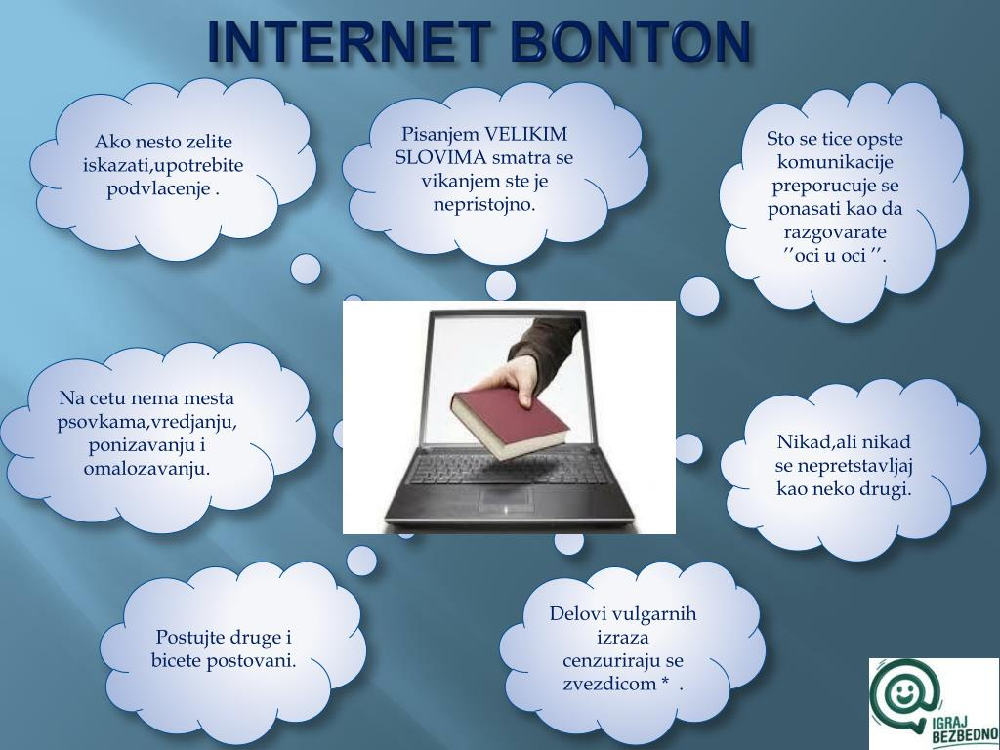 INTERNET BONTON
Ako nesto zelite
iskazati,upotrebite
podvlacenje .
Pisanjem VELIKIM
SLOVIMA smatra se
vikanjem ste je
nepristojno.
Sto se tice opste
komunikacije
preporucuje se
ponasati kao da
razgovarate
’’oci u oci ’’.
Na cetu nema mesta
psovkama,vredjanju,
ponizavanju i
omalozavanju.
Nikad,ali nikad
se nepretstavljaj
kao neko drugi.
Postujte druge i
bicete postovani.
Delovi vulgarnih
izraza
cenzuriraju se
zvezdicom * .
IGRAJ
BEZBEDNO